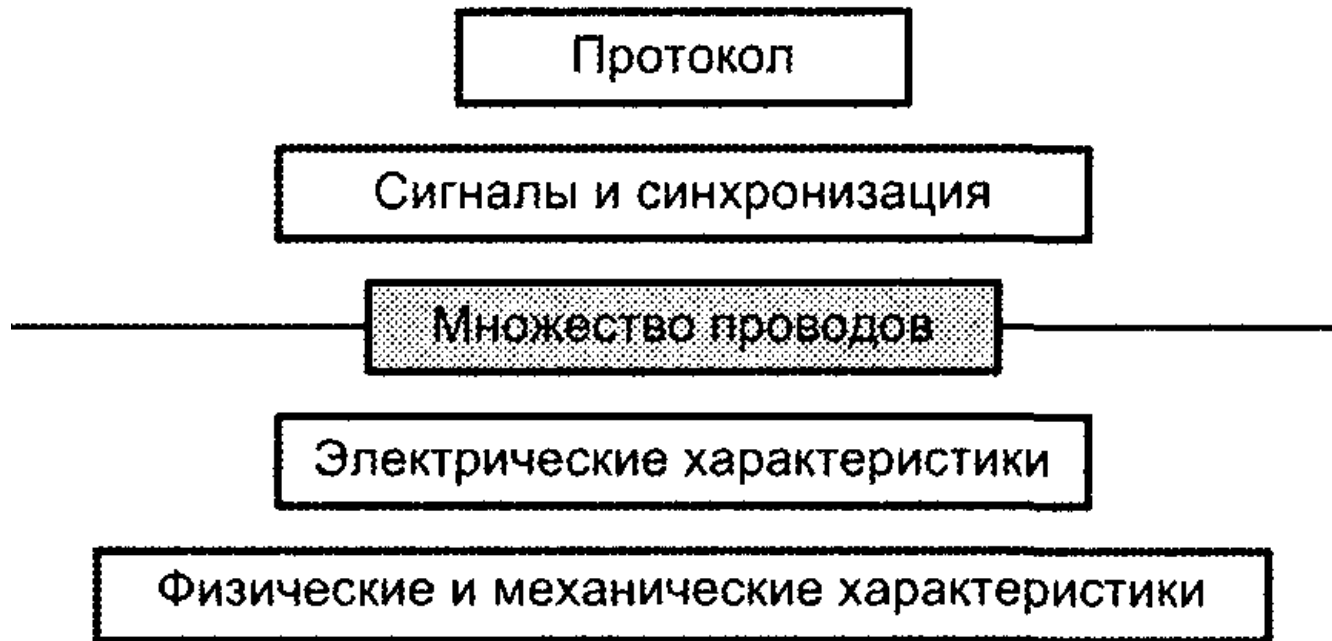 Протокол
Сигналы и синхронизация
Множество проводов
Электрические характеристики
Физические и механические характеристики